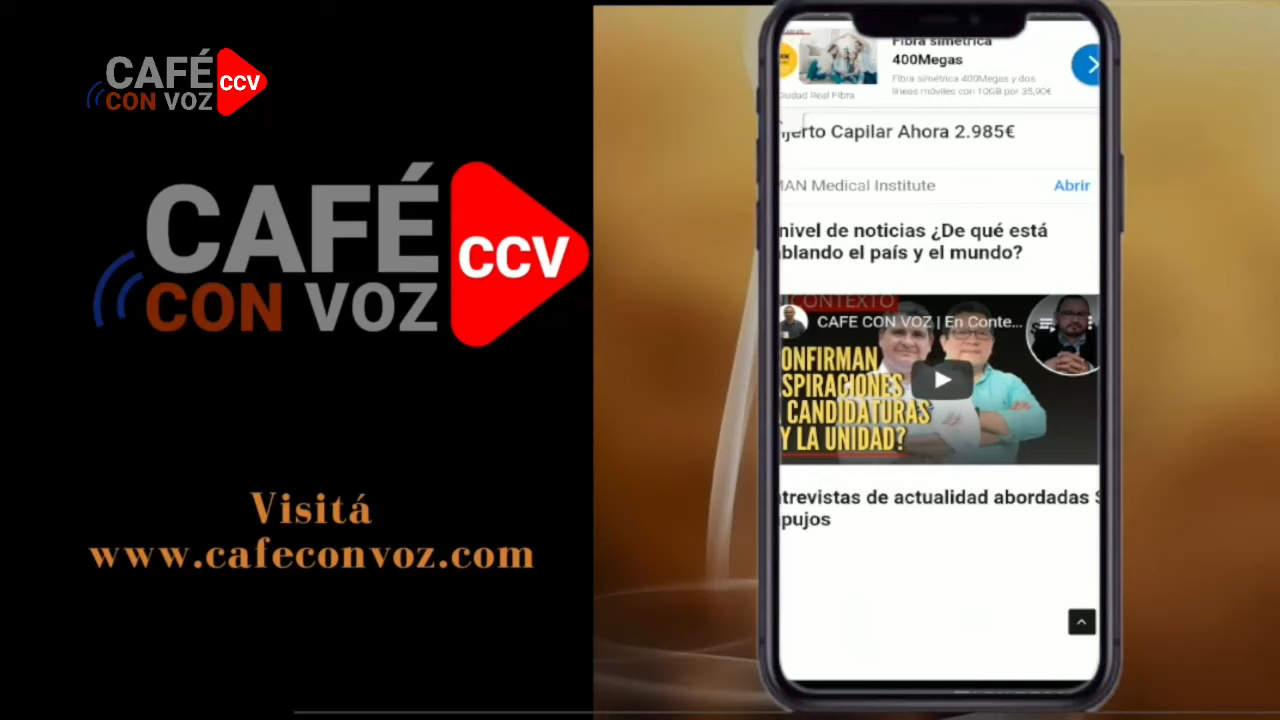 CAFÉ
CON VOZ
CCV
CAFÉ
CON VOZ
CCV
Visitá
www.cafeconvoz.com
Fibra simétrica
400Megas
Fibra simétrica 400Megas y dos
líneas móviles con 10GB por 35,90€
iudad Real Fibra
jerto Capilar Ahora 2.985€
MAN Medical Institute
Abrir
nivel de noticias ¿De qué está
blando el país y el mundo?
CONTEXTO
CAFE CON VOZ | En Conte...
ONFIRMAN
SPIRACIONES
A CANDIDATURAS
Y LA UNIDAD?
trevistas de actualidad abordadas S
pujos